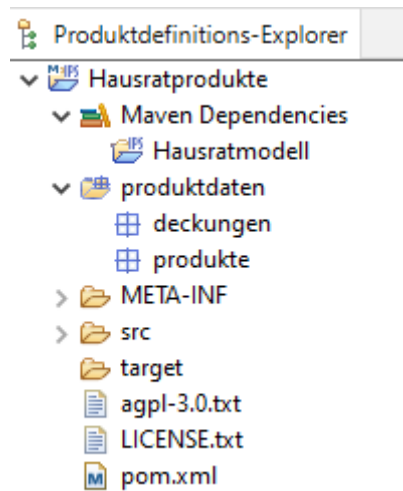 Produktdefinitions-Explorer
Hausratprodukte
Maven Dependencies
Hausratmodell
produktdaten
deckungen
produkte
META-INF
src
target
agpl-3.0.txt
LICENSE.txt
pom.xml